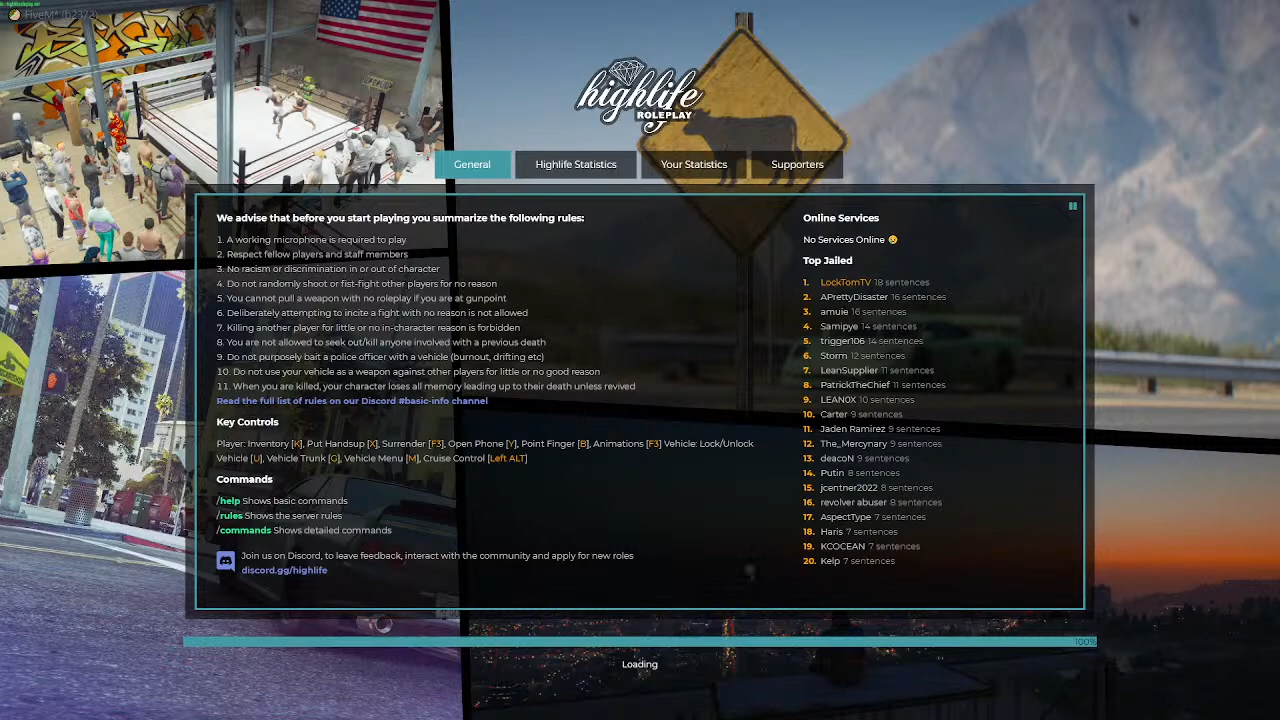 FiveM® (b2372)
highlife
ROLEPLAY
General
Highlife Statistics
Your Statistics
Supporters
We advise that before you start playing you summarize the following rules:
1. A working microphone is required to play
2. Respect fellow players and staff members
3. No racism or discrimination in or out of character
4. Do not randomly shoot or fist-fight other players for no reason
5. You cannot pull a weapon with no roleplay if you are at gunpoint
6. Deliberately attempting to incite a fight with no reason is not allowed
7. Killing another player for little or no in-character reason is forbidden
8. You are not allowed to seek out/kill anyone involved with a previous death
9. Do not purposely bait a police officer with a vehicle (burnout, drifting etc)
10. Do not use your vehicle as a weapon against other players for little or no good reason
11. When you are killed, your character loses all memory leading up to their death unless revived
Read the full list of rules on our Discord #basic-info channel
Key Controls
Player: Inventory [K], Put Handsup [X], Surrender [F3], Open Phone [Y], Point Finger [B], Animations [F3] Vehicle: Lock/Unlock
Vehicle [U], Vehicle Trunk [G], Vehicle Menu [M], Cruise Control [Left ALT]
Commands
/help Shows basic commands
/rules Shows the server rules
/commands Shows detailed commands
Join us on Discord, to leave feedback, interact with the community and apply for new roles
discord.gg/highlife
Online Services
No Services Online
Top Jailed
1. LockTomTV 18 sentences
2. APrettyDisaster 16 sentences
3. amuie 16 sentences
4. Samipye 14 sentences
5. trigger106 14 sentences
6. Storm 12 sentences
7. LeanSupplier 11 sentences
8. PatrickTheChief 11 sentences
9. LEAN0X 10 sentences
10. Carter 9 sentences
11. Jaden Ramirez 9 sentences
12. The_Mercynary 9 sentences
13. deacoN 9 sentences
14. Putin 8 sentences
15. jcentner2022 8 sentences
16. revolver abuser 8 sentences
17. AspectType 7 sentences
18. Haris 7 sentences
19. KCOCEAN 7 sentences
20. Kelp 7 sentences
100%
Loading